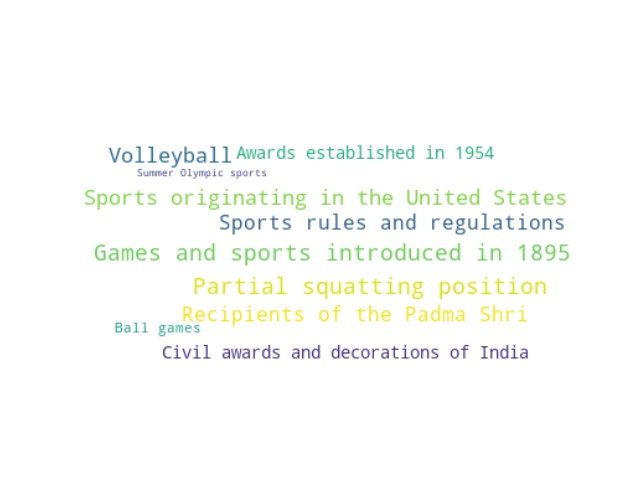 Volleyball Awards established in 1954
Summer Olympic sports
Sports originating in the United States
Sports rules and regulations
Games and sports introduced in 1895
Partial squatting position
Recipients of the Padma Shri
Ball games
Civil awards and decorations of India